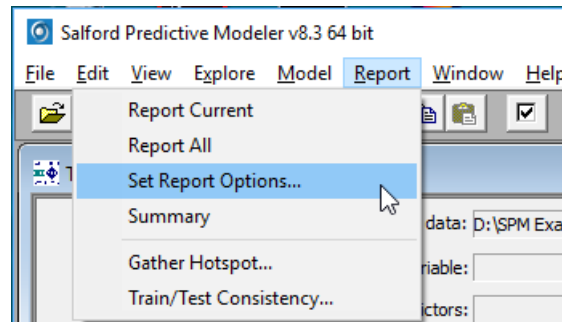 Salford Predictive Modeler v8.3 64 bit
File Edit View Explore Model Report Window Help
Report Current
Report All
Set Report Options...
Summary
data: D:\SPM Exa
Gather Hotspot...
riable:
Train/Test Consistency...
ictors: